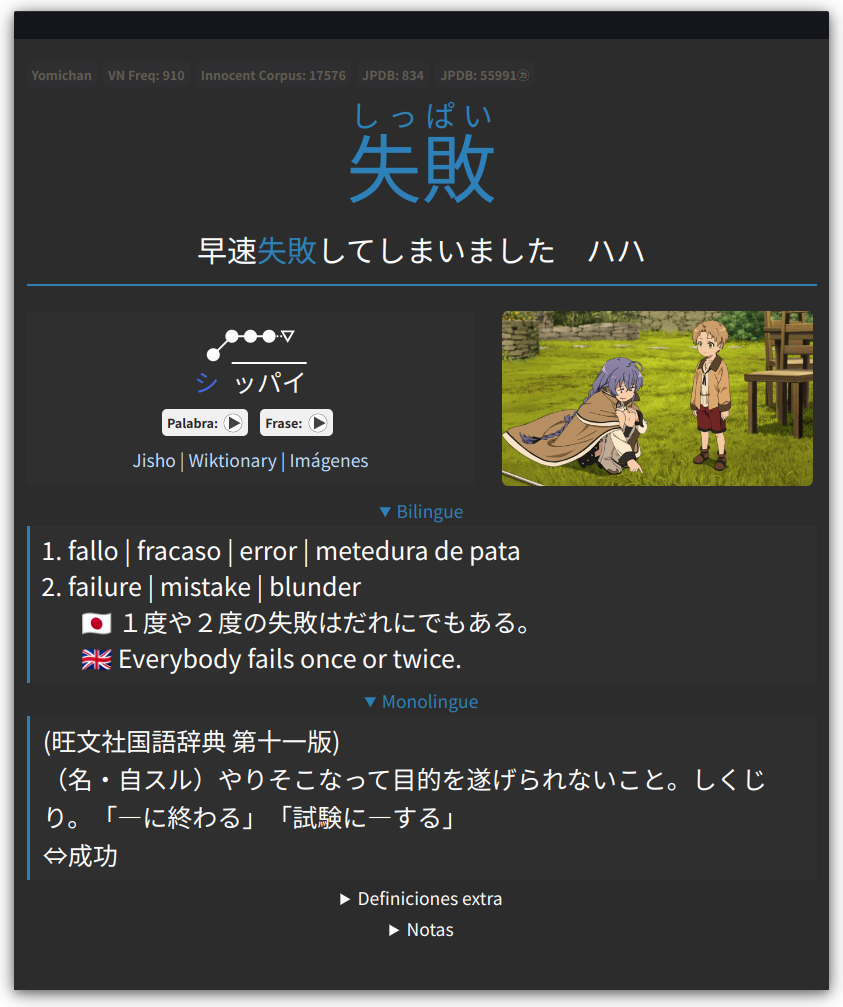 Yomichan VN Freq: 910 Innocent Corpus: 17576 JPDB: 834 JPDB: 55991㋕
しっぱい
失敗
早速失敗してしまいました　ハハ
シッパイ
Palabra: Frase:
Jisho | Wiktionary | Imágenes
▼ Bilingue
1. fallo | fracaso | error | metedura de pata
2. failure | mistake | blunder
🇯🇵 １度や２度の失敗はだれにでもある。
🇬🇧 Everybody fails once or twice.
▼ Monolingue
(旺文社国語辞典 第十一版)
（名・自スル）やりそこなって目的を遂げられないこと。しくじ
り。「―に終わる」「試験に―する」
⇔成功
▶ Definiciones extra
▶ Notas